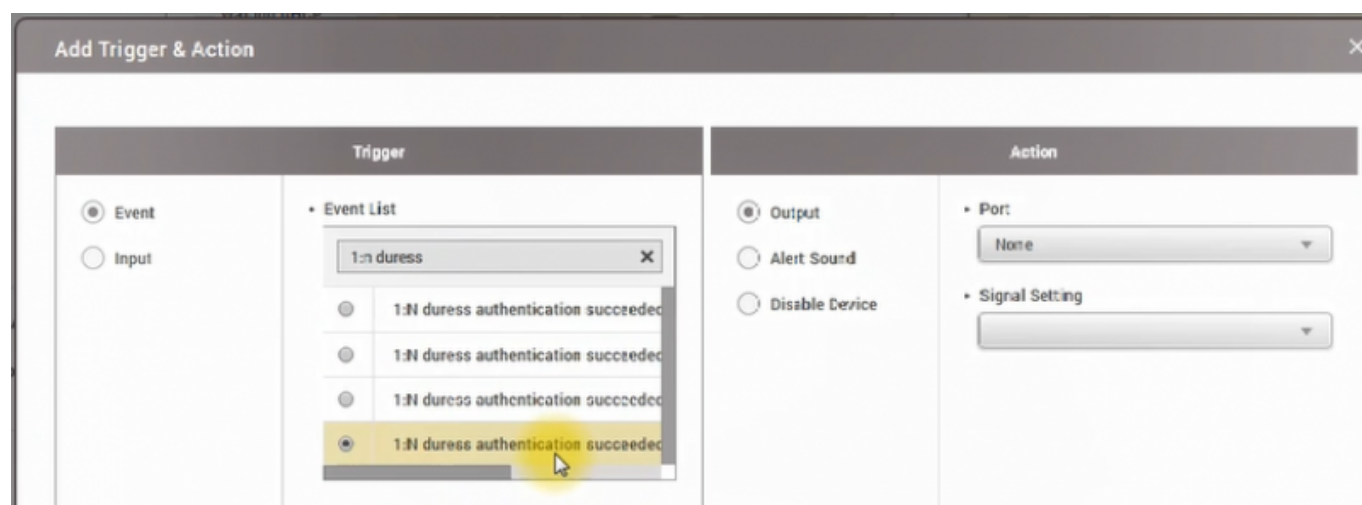 Add Trigger & Action
Trigger
Event
Input
Event List
1:n duress
1:N duress authentication succeeded
1:N duress authentication succeeded
1:N duress authentication succeeded
1:N duress authentication succeeded
Action
Output
Alert Sound
Disable Device
Port
None
Signal Setting